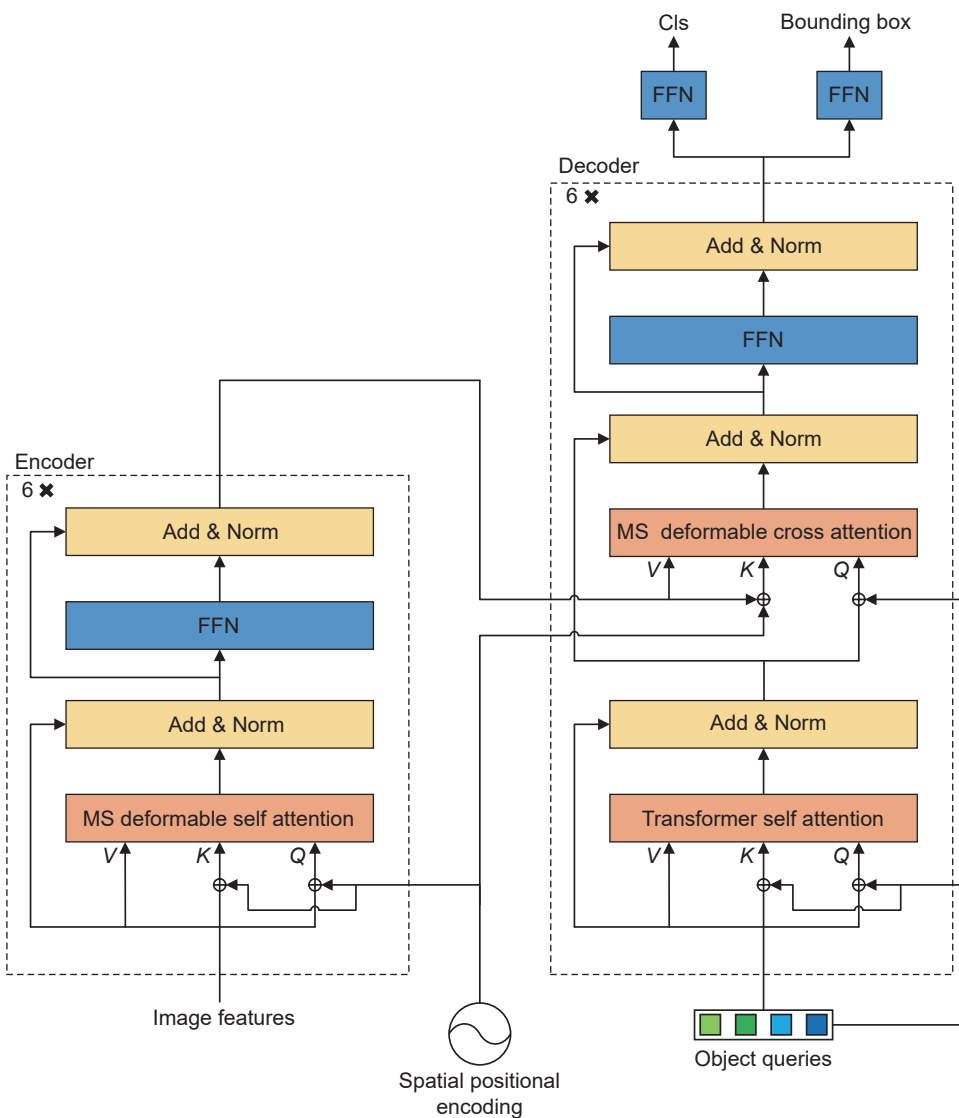 Cls
Bounding box
FFN
FFN
Decoder
6 ×
Add & Norm
FFN
Add & Norm
MS deformable cross attention
V
K
Q
Add & Norm
Transformer self attention
V
K
Q
Object queries
Encoder
6 ×
Add & Norm
FFN
Add & Norm
MS deformable self attention
V
K
Q
Image features
Spatial positional
encoding